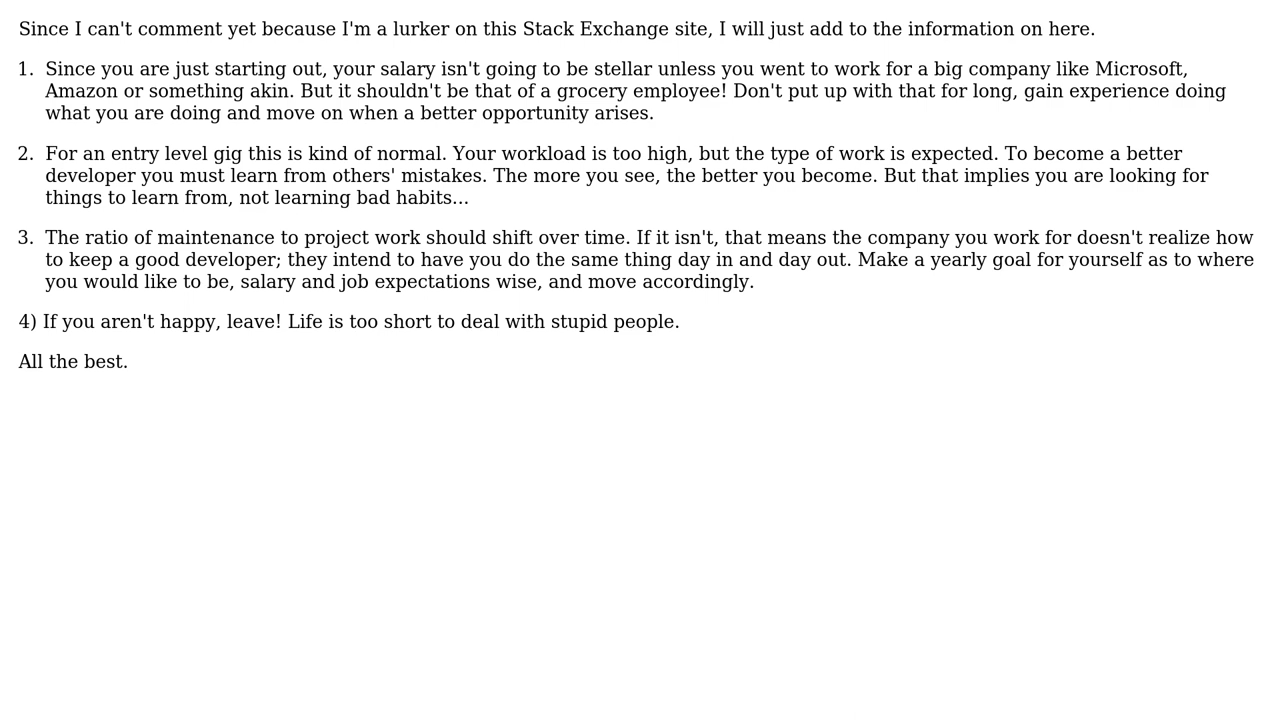 Since I can't comment yet because I'm a lurker on this Stack Exchange site, I will just add to the information on here.
1. Since you are just starting out, your salary isn't going to be stellar unless you went to work for a big company like Microsoft,
Amazon or something akin. But it shouldn't be that of a grocery employee! Don't put up with that for long, gain experience doing
what you are doing and move on when a better opportunity arises.
2. For an entry level gig this is kind of normal. Your workload is too high, but the type of work is expected. To become a better
developer you must learn from others' mistakes. The more you see, the better you become. But that implies you are looking for
things to learn from, not learning bad habits...
3. The ratio of maintenance to project work should shift over time. If it isn't, that means the company you work for doesn't realize how
to keep a good developer; they intend to have you do the same thing day in and day out. Make a yearly goal for yourself as to where
you would like to be, salary and job expectations wise, and move accordingly.
4) If you aren't happy, leave! Life is too short to deal with stupid people.
All the best.